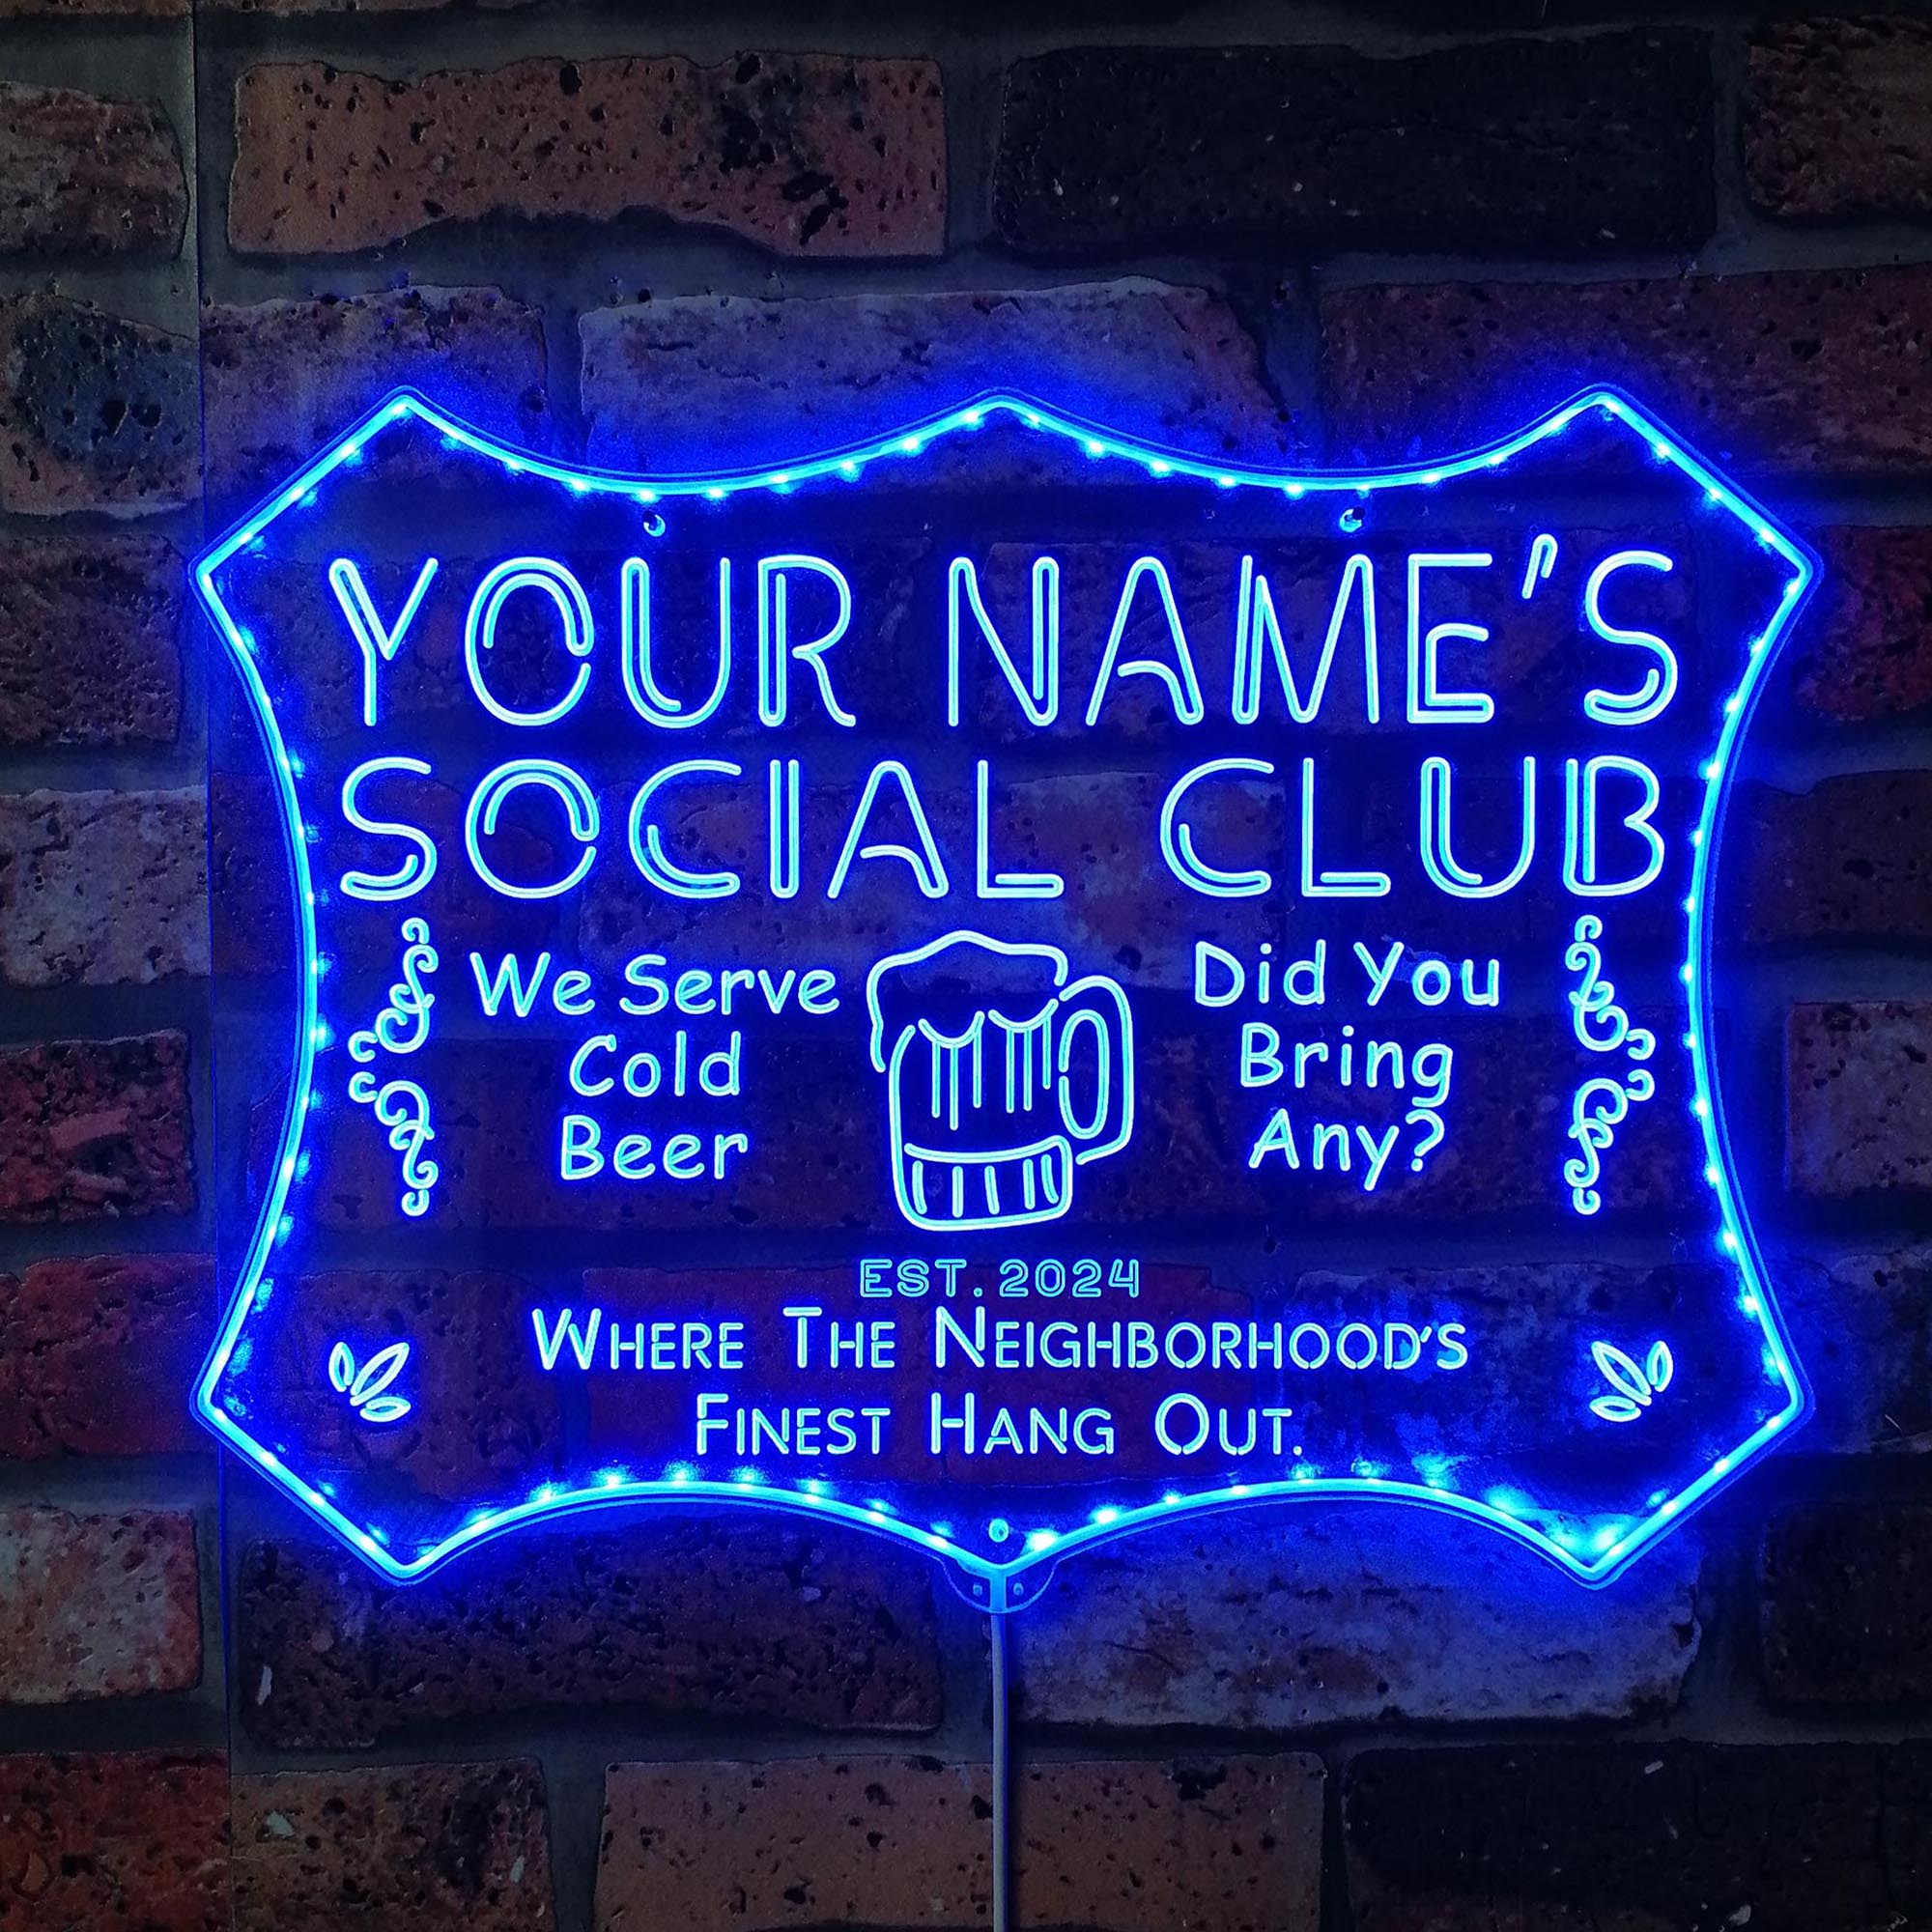 YOUR NAME'S
SOCIAL CLUB
We Serve
Cold
Beer
Did You
Bring
Any?
EST. 2024
WHERE THE NEIGHBORHOOD'S
FINEST HANG OUT.